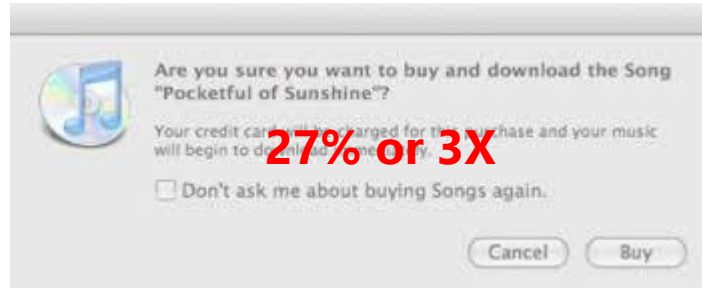 Are you sure you want to buy and download the Song
"Pocketful of Sunshine"?
Your credit card will be charged for this purchase and your music
will begin to download immediately.
27% or 3X
Don't ask me about buying Songs again.
Cancel
Buy